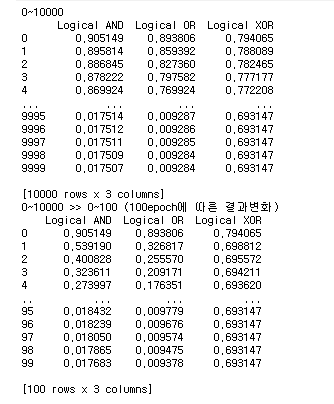 0~10000
Logical AND Logical OR Logical XOR
0 0.905149 0.893806 0.794065
1 0.895814 0.859392 0.788089
2 0.886845 0.827360 0.782465
3 0.878222 0.797582 0.777177
4 0.869924 0.769924 0.772208
... ... ... ...
9995 0.017514 0.009287 0.693147
9996 0.017512 0.009286 0.693147
9997 0.017511 0.009285 0.693147
9998 0.017509 0.009284 0.693147
9999 0.017507 0.009284 0.693147
[10000 rows x 3 columns]
0~10000 >> 0~100 (100epoch에 따른 결과변화)
Logical AND Logical OR Logical XOR
0 0.905149 0.893806 0.794065
1 0.539190 0.326817 0.698812
2 0.400828 0.255570 0.695572
3 0.323611 0.209171 0.694211
4 0.273997 0.176351 0.693620
.. ... ... ...
95 0.018432 0.009779 0.693147
96 0.018239 0.009676 0.693147
97 0.018050 0.009574 0.693147
98 0.017865 0.009475 0.693147
99 0.017683 0.009378 0.693147
[100 rows x 3 columns]